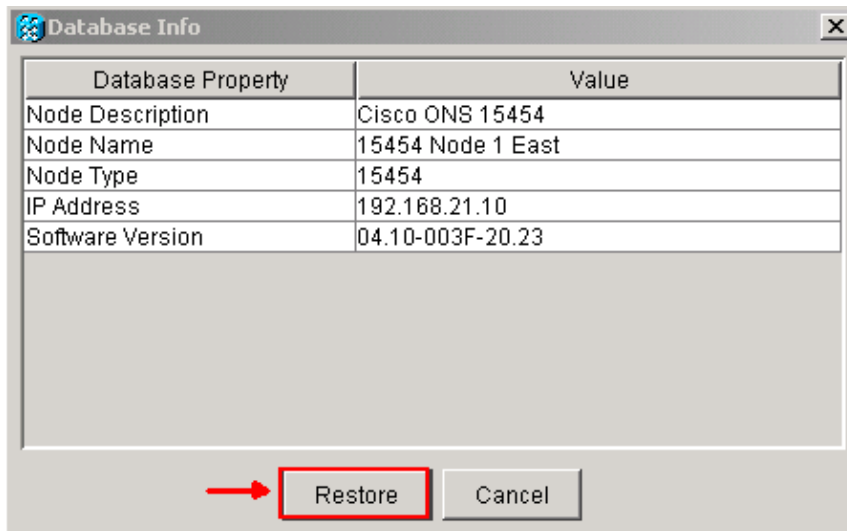 Database Info
Database Property Value
Node Description Cisco ONS 15454
Node Name 15454 Node 1 East
Node Type 15454
IP Address 192.168.21.10
Software Version 04.10-003F-20.23
Restore Cancel